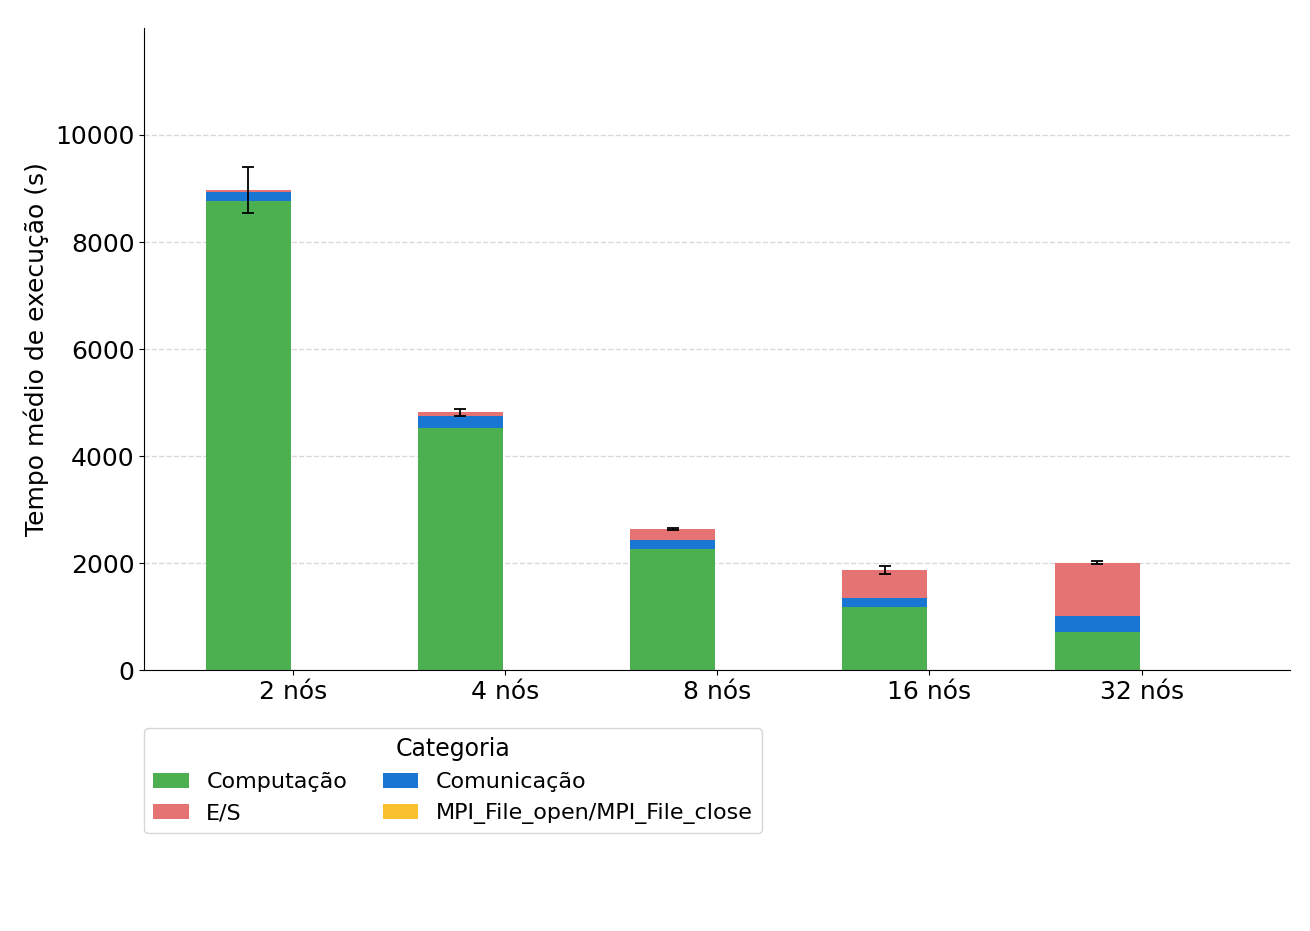 Tempo médio de execução (s)
10000
8000
6000
4000
2000
0
2 nós
4 nós
8 nós
16 nós
32 nós
Categoria
Computação
Comunicação
E/S
MPI_File_open/MPI_File_close